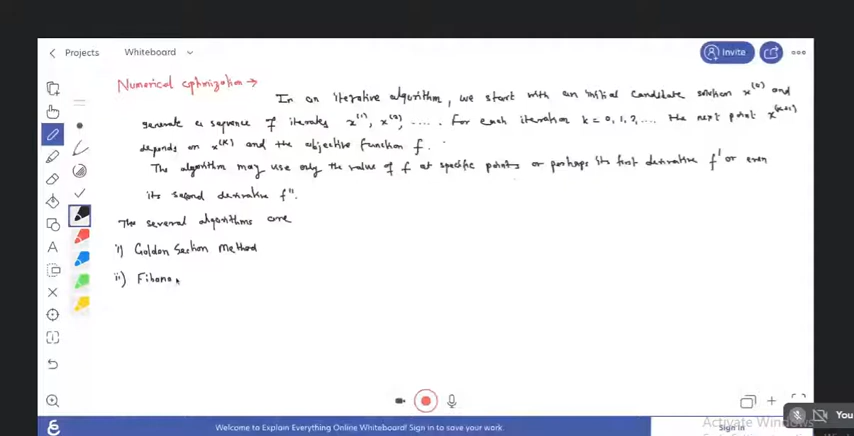 Projects
Whiteboard
Invite
Numerical optimization →
In an iterative algorithm, we start with an initial candidate solution x^(0) and
generate a sequence of iterates x^(1), x^(2), ..... For each iteration k = 0, 1, 2, .... the next point x^(k+1)
depends on x^(k) and the objective function f.
The algorithm may use only the value of f at specific points or perhaps its first derivative f' or even
its second derivative f''.
The several algorithms are
i) Golden Section Method
ii) Fibona
A
Activate Windows
You
Welcome to Explain Everything Online Whiteboard! Sign in to save your work.
Sign in